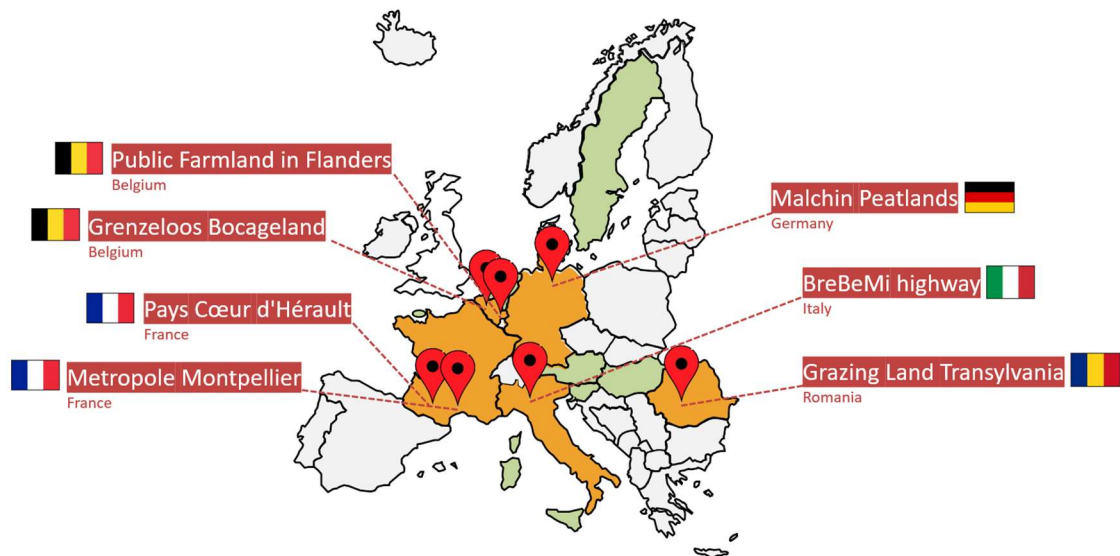 Public Farmland in Flanders
Belgium
Grenzeloos Bocageland
Belgium
Pays Cœur d'Hérault
France
Metropole Montpellier
France
Malchin Peatlands
Germany
BreBeMi highway
Italy
Grazing Land Transylvania
Romania